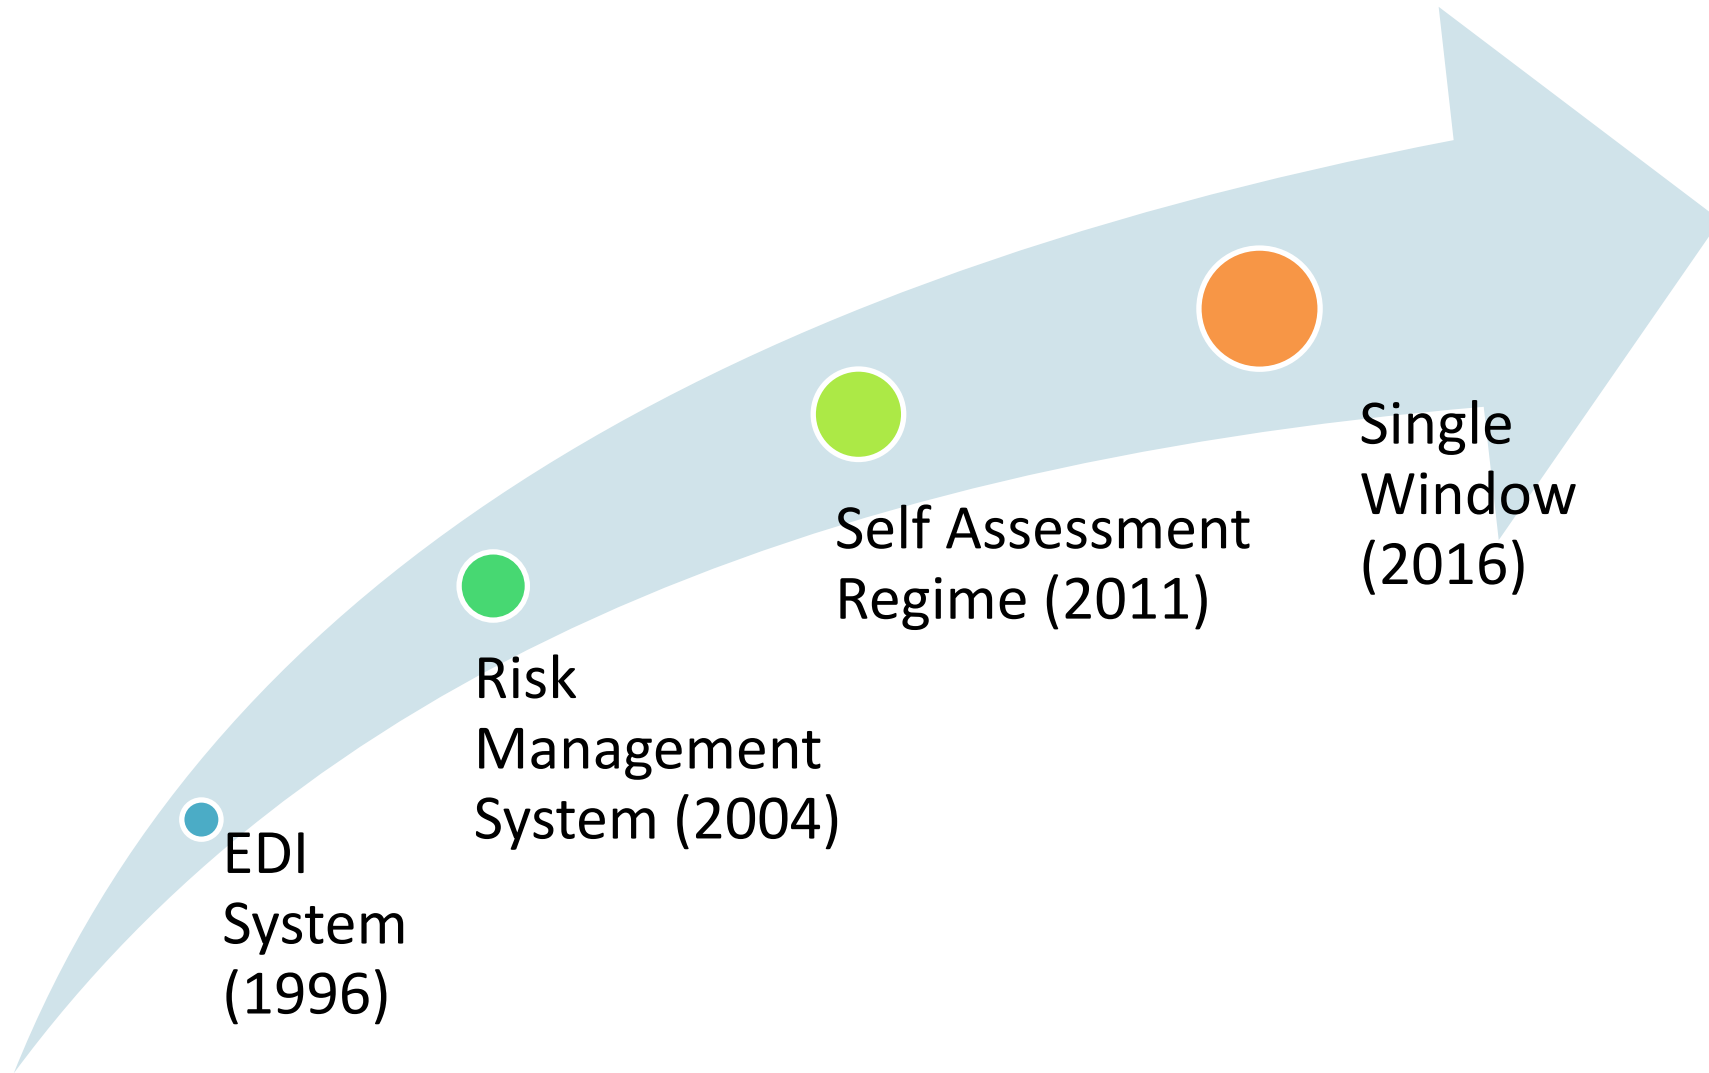 EDI
System
(1996)
Risk
Management
System (2004)
Self Assessment
Regime (2011)
Single
Window
(2016)